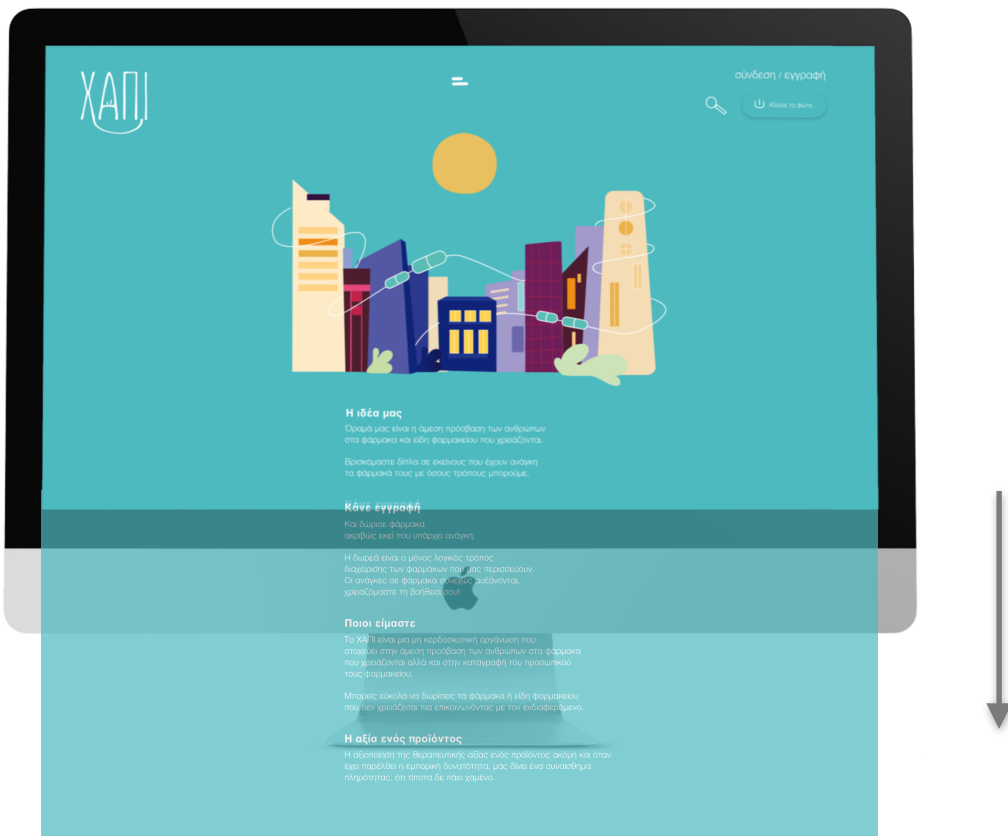 ΧΑΠΙ
σύνδεση / εγγραφή
Κλείσε τα φώτα
Η ιδέα μας
Όραμά μας είναι η άμεση πρόσβαση των ανθρώπων
στα φάρμακα και είδη φαρμακείου που χρειάζονται.
Βρισκόμαστε δίπλα σε εκείνους που έχουν ανάγκη
τα φάρμακά τους με όσους τρόπους μπορούμε.
Κάνε εγγραφή
Και δώρισε φάρμακα
ακριβώς εκεί που υπάρχει ανάγκη.
Η δωρεά είναι ο μόνος λογικός τρόπος
διαχείρισης των φαρμάκων που μας περισσεύουν.
Οι ανάγκες σε φάρμακα συνεχώς αυξάνονται,
χρειαζόμαστε τη βοήθειά σου!
Ποιοι είμαστε
Το ΧΑΠΙ είναι μια μη κερδοσκοπική οργάνωση που
στοχεύει στην άμεση πρόσβαση των ανθρώπων στα φάρμακα
που χρειάζονται αλλά και στην καταγραφή του προσωπικού
τους φαρμακείου.
Μπορείς εύκολα να δωρίσεις τα φάρμακα ή είδη φαρμακείου
που δεν χρειάζεσαι πια επικοινωνώντας με τον ενδιαφερόμενο.
Η αξία ενός προϊόντος
Η αξιοποίηση της θεραπευτικής αξίας ενός προϊόντος ακόμη και όταν
εχει παρέλθει η εμπορική δυνατότητα, μας δίνει ένα συναίσθημα
πληρότητας, ότι τίποτα δε πάει χαμένο.